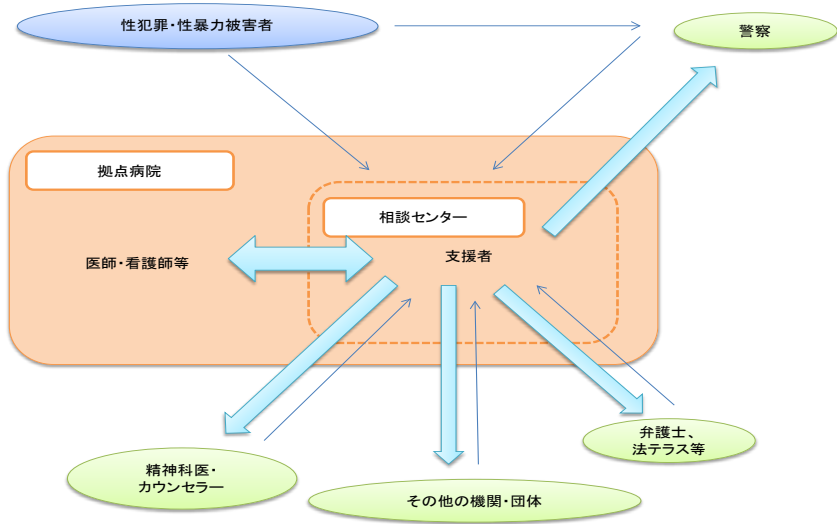 性犯罪・性暴力被害者
警察
拠点病院
相談センター
支援者
医師・看護師等
弁護士、
法テラス等
精神科医・
カウンセラー
その他の機関・団体